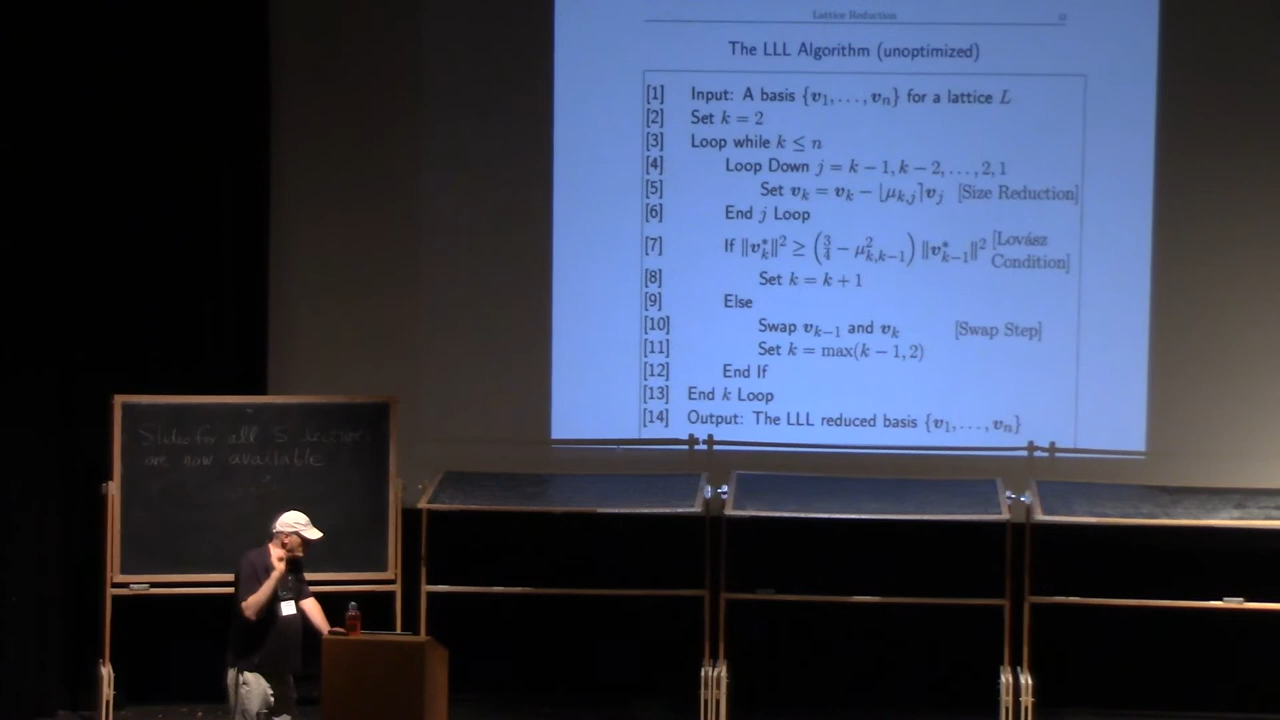 Lattice Reduction
The LLL Algorithm (unoptimized)
[1] Input: A basis {v₁, . . . , vₙ} for a lattice L
[2] Set k = 2
[3] Loop while k ≤ n
[4] Loop Down j = k − 1, k − 2, . . . , 2, 1
[5] Set vₖ = vₖ − ⌊μₖ,ⱼ⌉vⱼ [Size Reduction]
[6] End j Loop
[7] If ‖v*ₖ‖² ≥ (3/4 − μ²ₖ,ₖ₋₁) ‖v*ₖ₋₁‖² [Lovász Condition]
[8] Set k = k + 1
[9] Else
[10] Swap vₖ₋₁ and vₖ [Swap Step]
[11] Set k = max(k − 1, 2)
[12] End If
[13] End k Loop
[14] Output: The LLL reduced basis {v₁, . . . , vₙ}
Slides for all 5 lectures
are now available